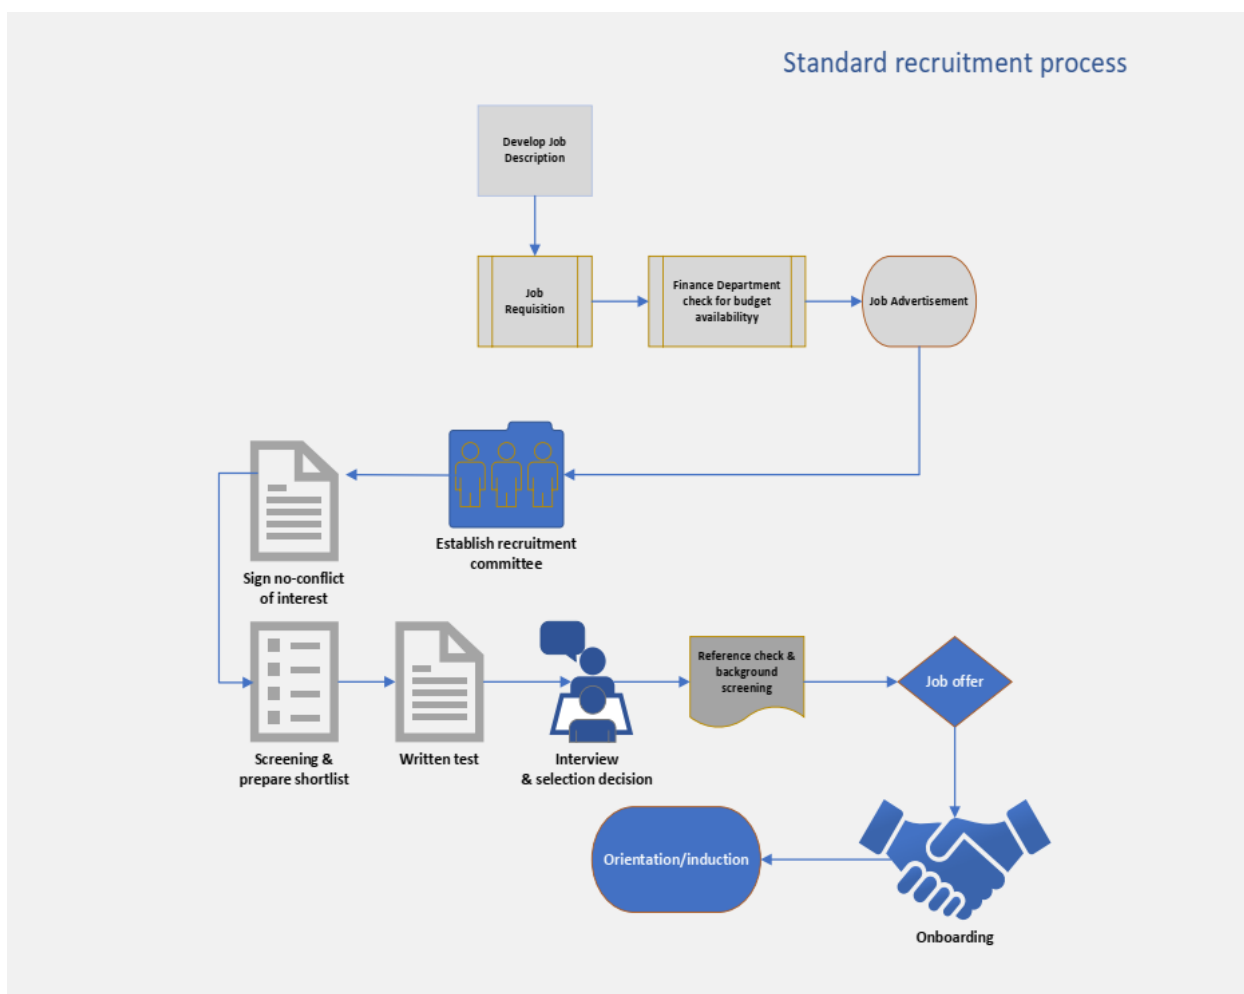 Standard recruitment process
Develop Job
Description
Job
Requisition
Finance Department
check for budget
availabilityy
Job Advertisement
Establish recruitment
committee
Sign no-conflict
of interest
Screening &
prepare shortlist
Written test
Interview
& selection decision
Reference check &
background
screening
Job offer
Onboarding
Orientation/induction